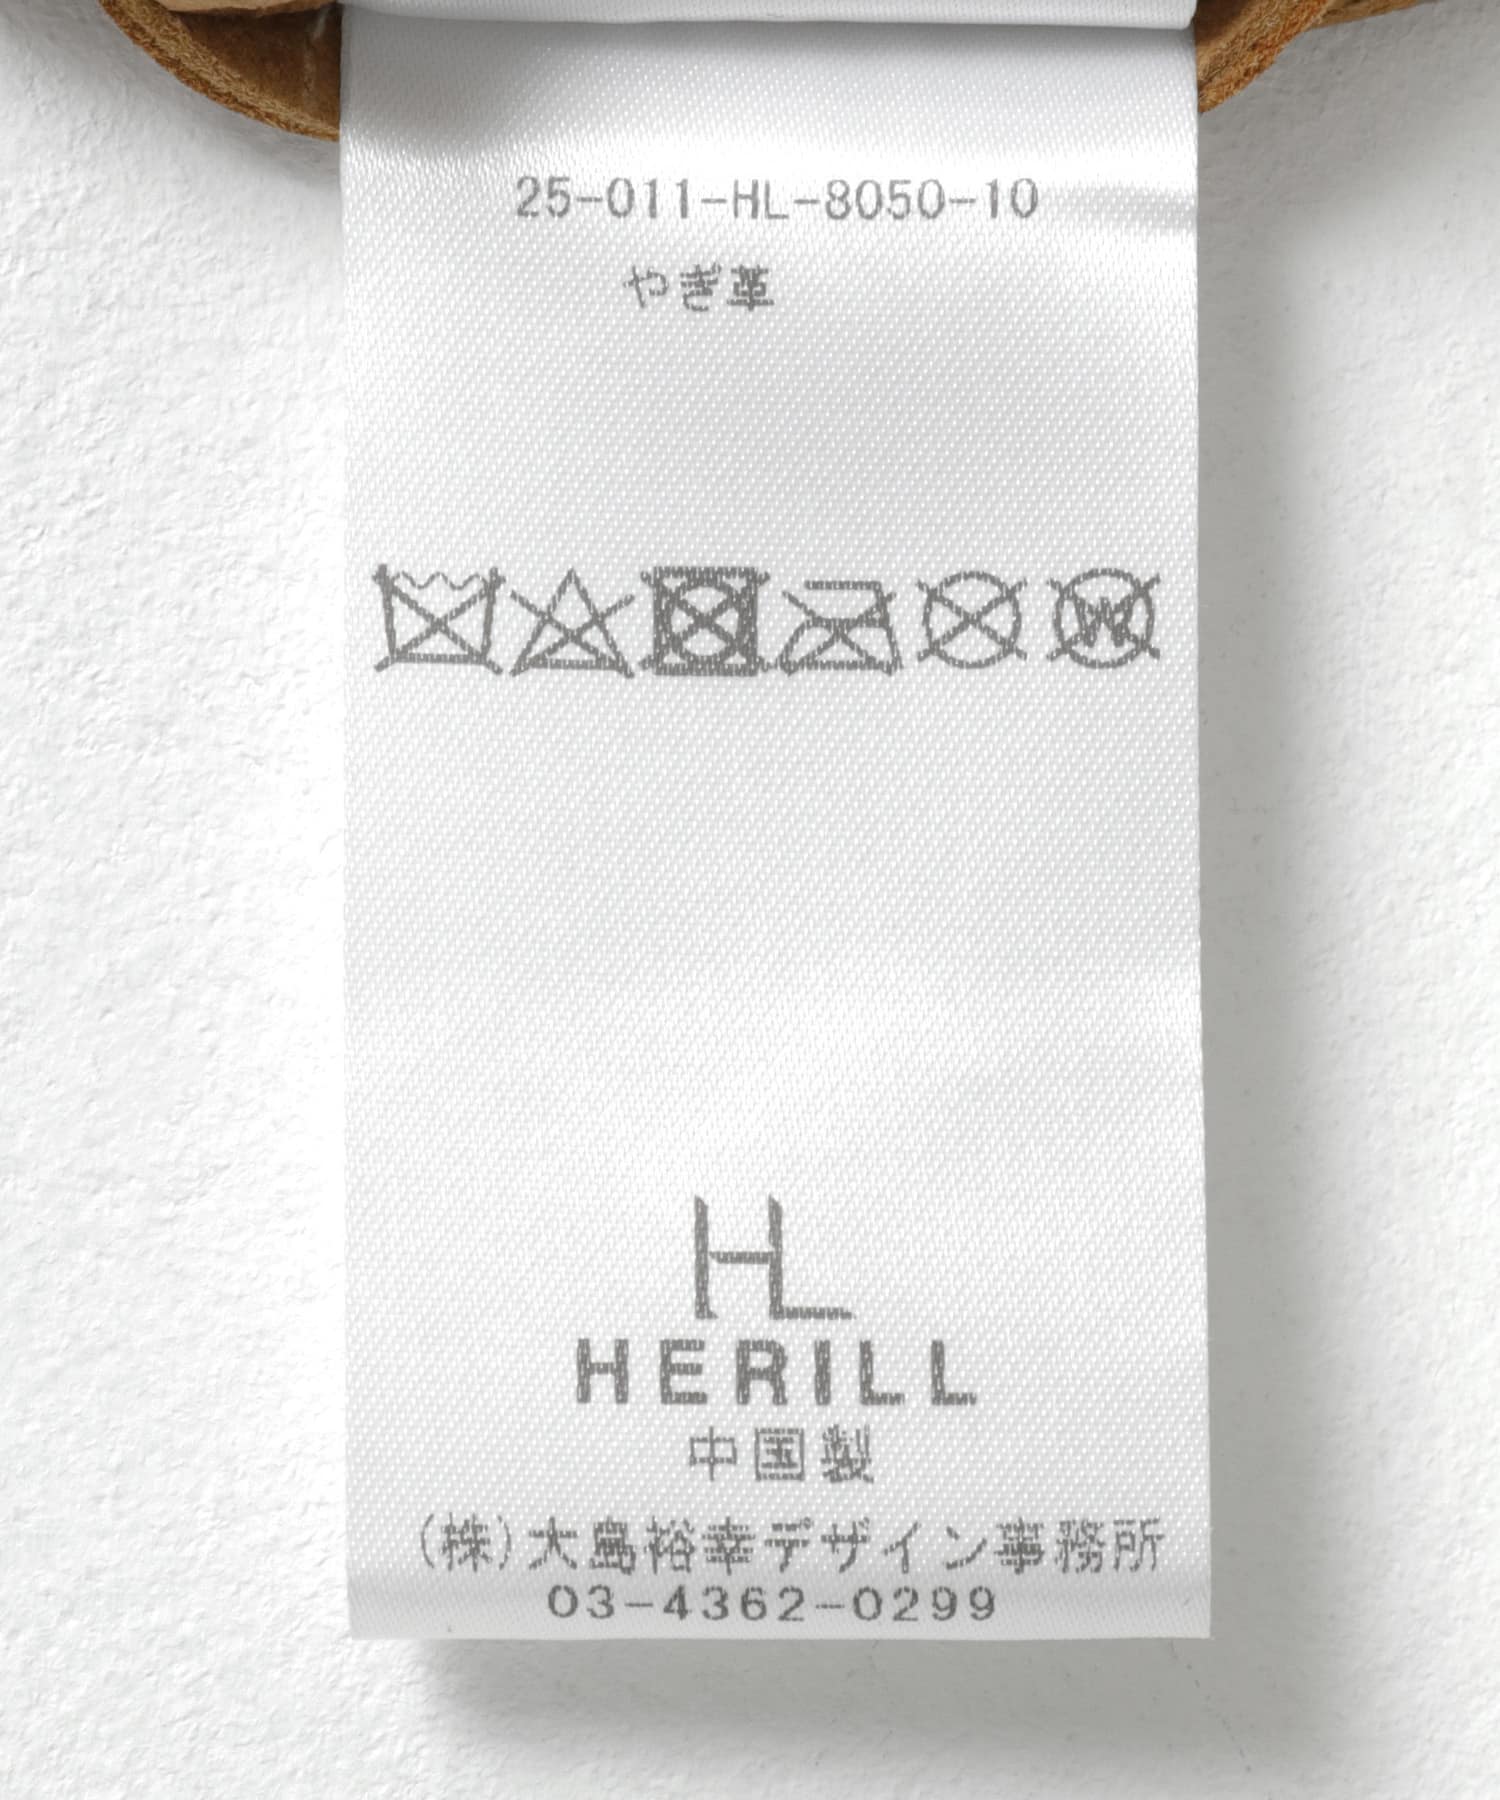 25-011-HL-8050-10
やぎ革
W
HL
HERILL
中国製
(株)大島裕幸デザイン事務所
03-4362-0299